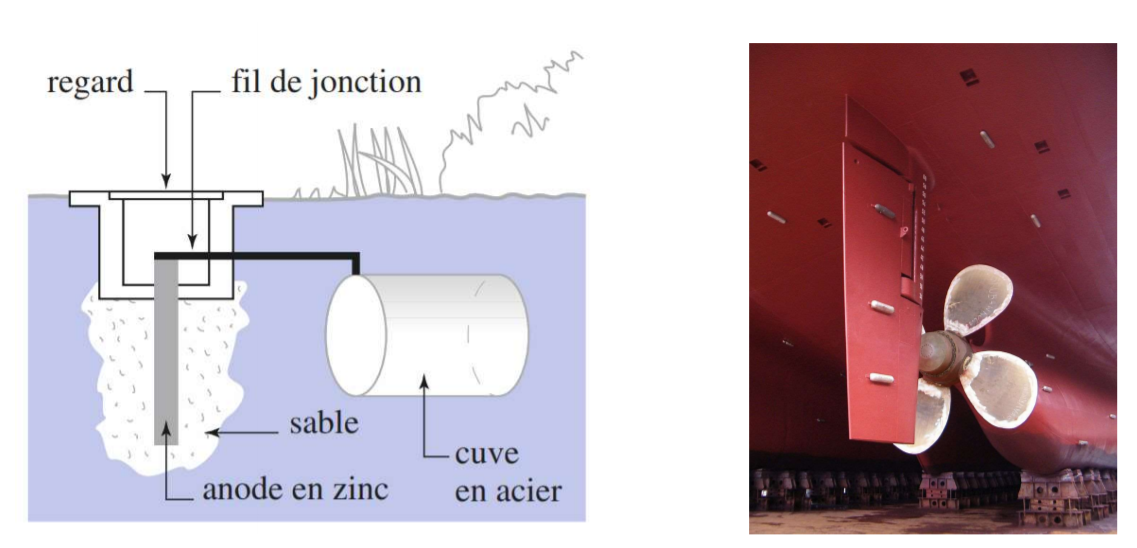 regard
fil de jonction
sable
cuve
en acier
anode en zinc